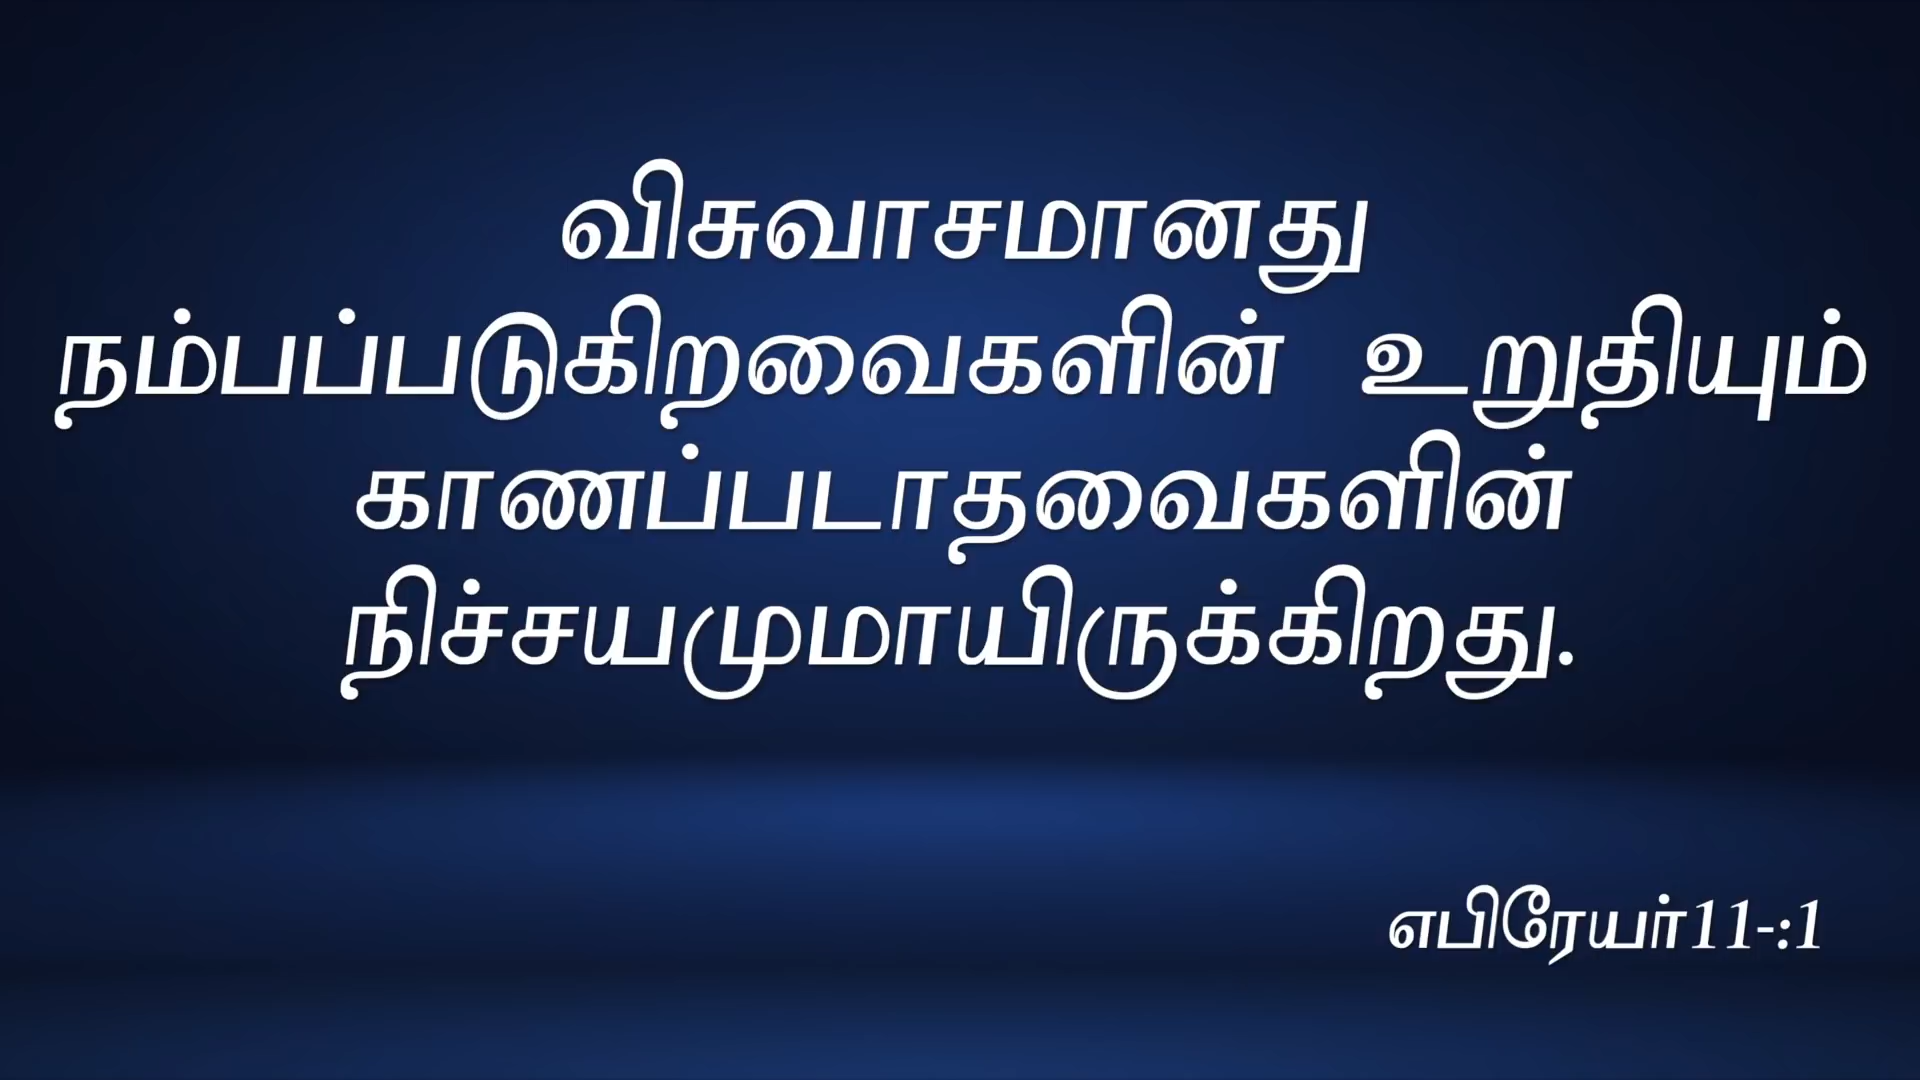 விசுவாசமானது
நம்பப்படுகிறவைகளின் உறுதியும்
காணப்படாதவைகளின்
நிச்சயமுமாயிருக்கிறது.
எபிரேயர்11-:1